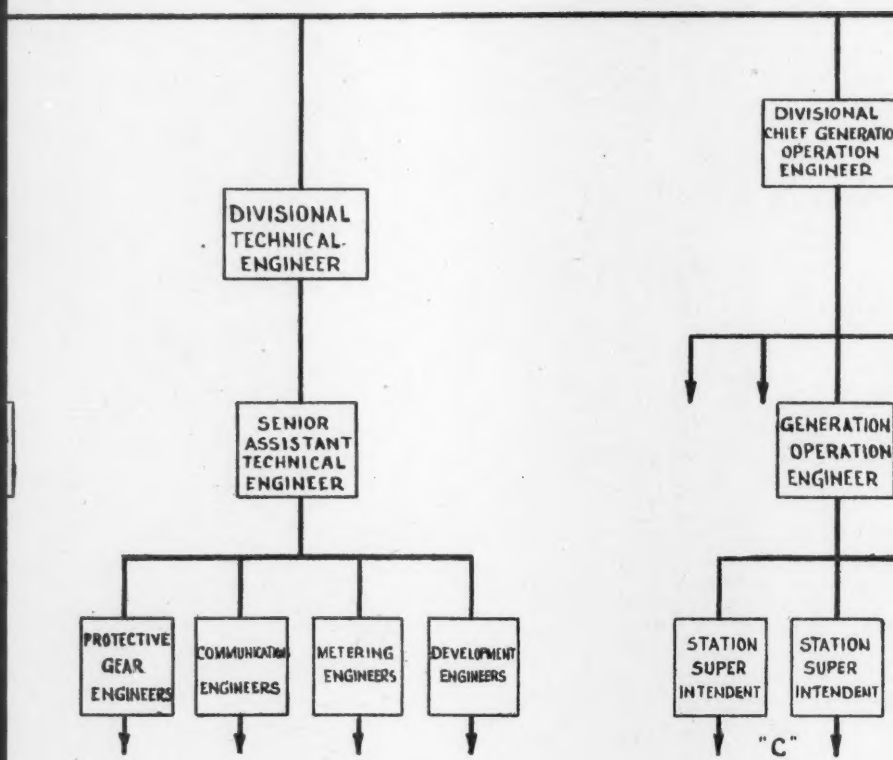 DIVISIONAL
CHIEF GENERATIO
OPERATION
ENGINEER
DIVISIONAL
TECHNICAL
ENGINEER
SENIOR
ASSISTANT
TECHNICAL
ENGINEER
GENERATION
OPERATION
ENGINEER
PROTECTIVE
GEAR
ENGINEERS
COMMUNICATION
ENGINEERS
METERING
ENGINEERS
DEVELOPMENT
ENGINEERS
STATION
SUPER
INTENDENT
STATION
SUPER
INTENDENT
"C"